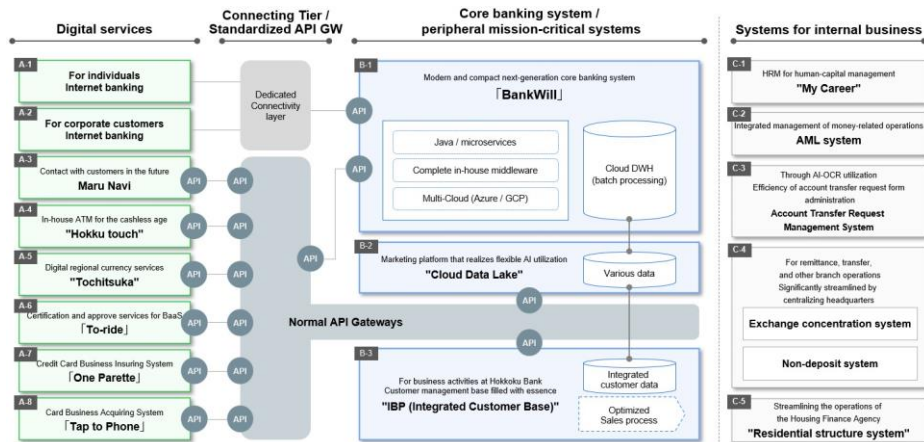 Digital services
Connecting Tier /
Standardized API GW
Core banking system /
peripheral mission-critical systems
Systems for internal business
A-1
For individuals
Internet banking
A-2
For corporate customers
Internet banking
A-3
Contact with customers in the future
Maru Navi
API
API
A-4
In-house ATM for the cashless age
"Hokku touch"
API
API
A-5
Digital regional currency services
"Tochitsuka"
API
API
A-6
Certification and approve services for BaaS
「To-ride」
API
API
A-7
Credit Card Business Insuring System
「One Parette」
API
API
A-8
Card Business Acquiring System
「Tap to Phone」
API
API
Dedicated
Connectivity
layer
API
API
API
Normal API Gateways
API
API
B-1
Modern and compact next-generation core banking system
「BankWill」
Java / microservices
Complete in-house middleware
Multi-Cloud (Azure / GCP)
Cloud DWH
(batch processing)
B-2
Marketing platform that realizes flexible AI utilization
"Cloud Data Lake"
Various data
B-3
For business activities at Hokkoku Bank
Customer management base filled with essence
"IBP (Integrated Customer Base)"
Integrated
customer data
Optimized
Sales process
C-1
HRM for human-capital management
"My Career"
C-2
Integrated management of money-related operations
AML system
C-3
Through AI-OCR utilization
Efficiency of account transfer request form
administration
Account Transfer Request
Management System
C-4
For remittance, transfer,
and other branch operations
Significantly streamlined by
centralizing headquarters
Exchange concentration system
Non-deposit system
C-5
Streamlining the operations of
the Housing Finance Agency
"Residential structure system"